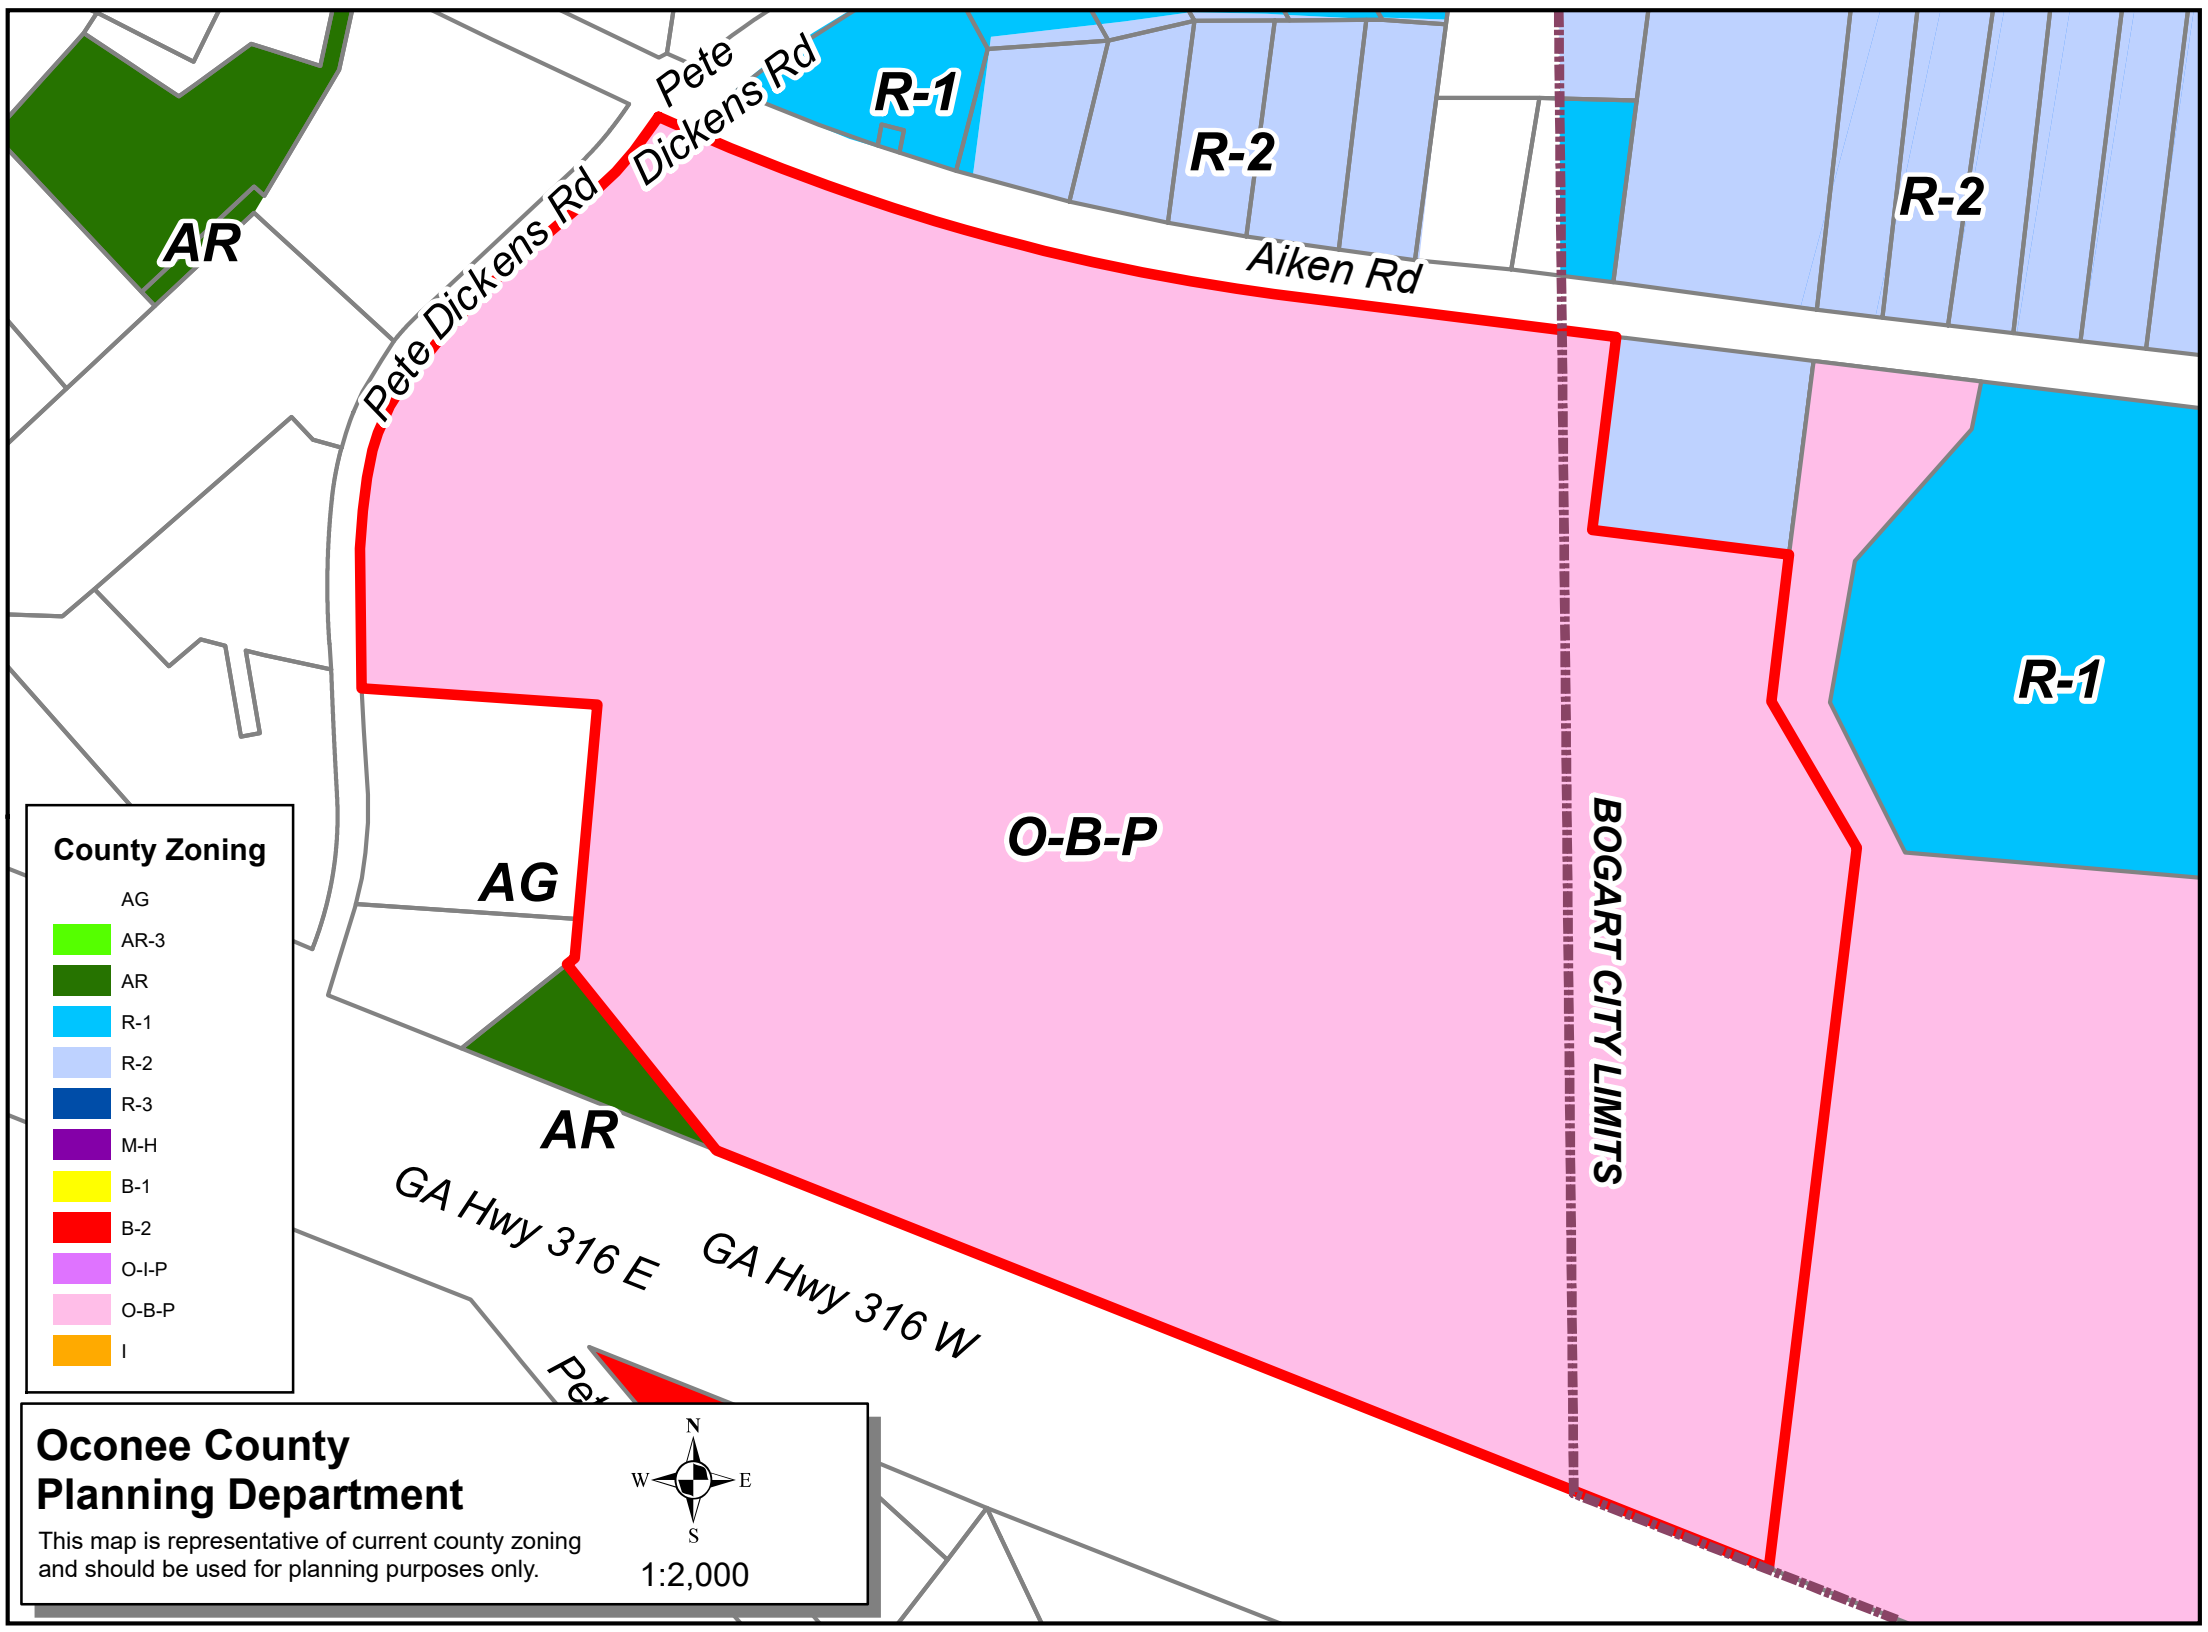 Pete
Dickens Rd
R-1
R-2
R-2
AR
Pete Dickens Rd
Aiken Rd
R-1
O-B-P
BOGART CITY LIMITS
AG
AR
GA Hwy 316 E
GA Hwy 316 W
County Zoning
AG
AR-3
AR
R-1
R-2
R-3
M-H
B-1
B-2
O-I-P
O-B-P
I
Oconee County
Planning Department
This map is representative of current county zoning
and should be used for planning purposes only.
N
W E
S
1:2,000